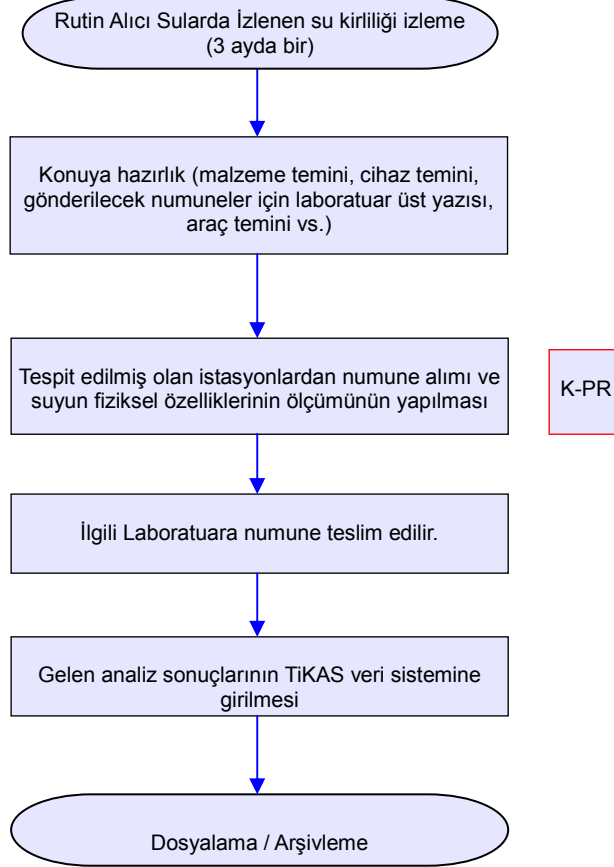 Rutin Alıcı Sularda İzlenen su kirliliği izleme
(3 ayda bir)
Konuya hazırlık (malzeme temini, cihaz temini,
gönderilecek numuneler için laboratuar üst yazısı,
araç temini vs.)
Tespit edilmiş olan istasyonlardan numune alımı ve
suyun fiziksel özelliklerinin ölçümünün yapılması
K-PR
İlgili Laboratuara numune teslim edilir.
Gelen analiz sonuçlarının TiKAS veri sistemine
girilmesi
Dosyalama / Arşivleme